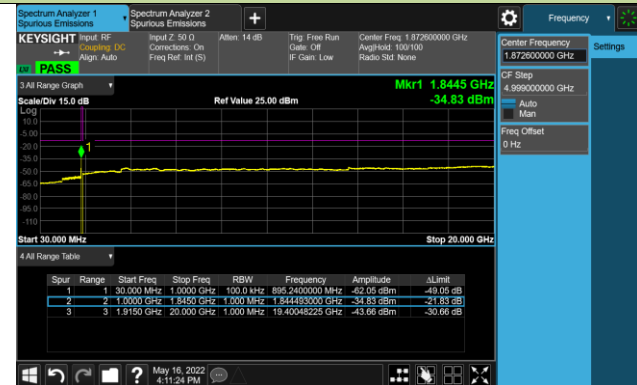 Spectrum Analyzer 1
Spurious Emissions
Spectrum Analyzer 2
Spurious Emissions
Frequency
KEYSIGHT
Input: RF
Coupling: DC
Align: Auto
Input Z: 50 Ω
Corrections: On
Freq Ref: Int (S)
Atten: 14 dB
Trig: Free Run
Gate: Off
IF Gain: Low
Center Freq: 1.872600000 GHz
Avg|Hold: 100/100
Radio Std: None
PASS
3 All Range Graph
Mkr1 1.8445 GHz
Scale/Div 15.0 dB
Ref Value 25.00 dBm
-34.83 dBm
Log
10.0
-5.00
-20.0
-35.0
-50.0
-65.0
-80.0
-95.0
-110
1
Start 30.000 MHz
Stop 20.000 GHz
4 All Range Table
Spur Range Start Freq Stop Freq RBW Frequency Amplitude ΔLimit
1 1 30.000 MHz 1.0000 GHz 100.0 kHz 895.2400000 MHz -62.05 dBm -49.05 dB
2 2 1.0000 GHz 1.8450 GHz 1.000 MHz 1.844493000 GHz -34.83 dBm -21.83 dB
3 3 1.9150 GHz 20.000 GHz 1.000 MHz 19.40048225 GHz -43.66 dBm -30.66 dB
May 16, 2022
4:11:24 PM
Center Frequency
1.872600000 GHz
Settings
CF Step
4.999000000 GHz
Auto
Man
Freq Offset
0 Hz